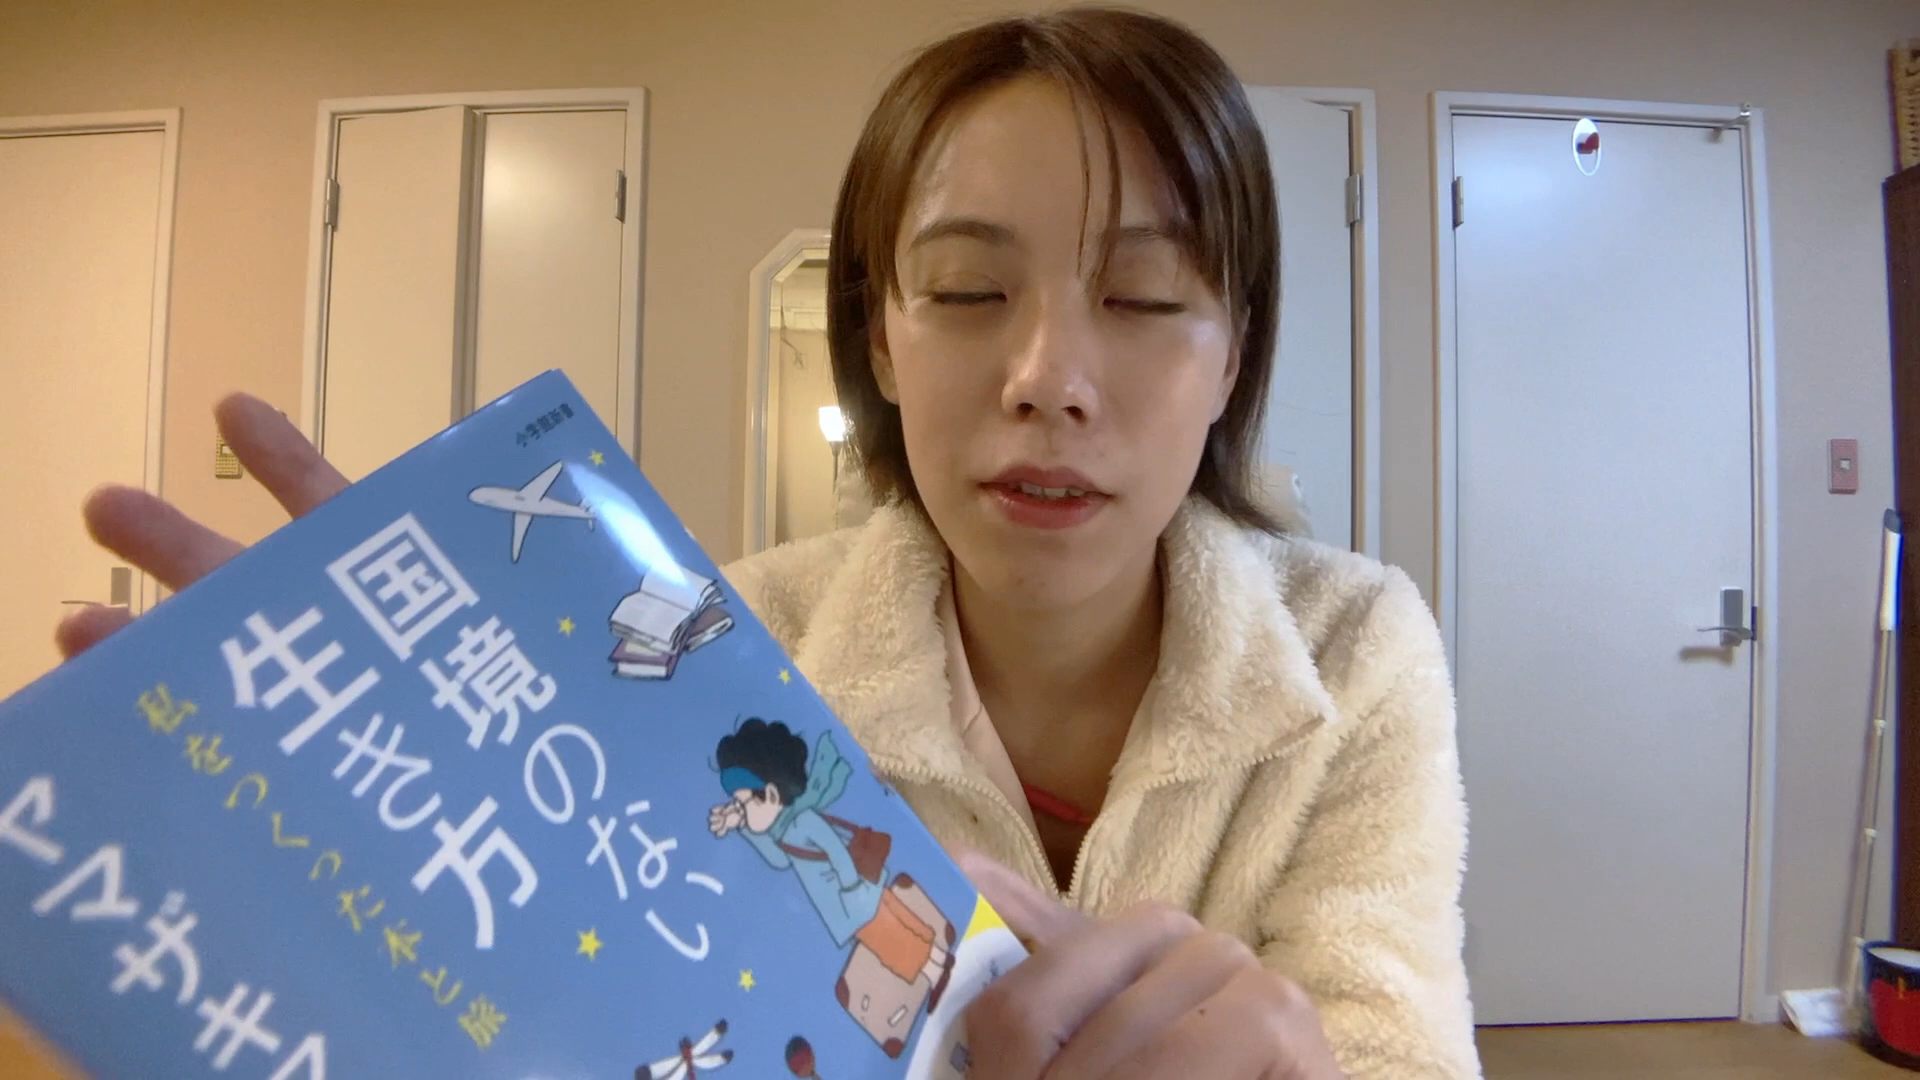 小学館新書
国境のない
生き方
私をつくった本と旅
ヤマザキマ